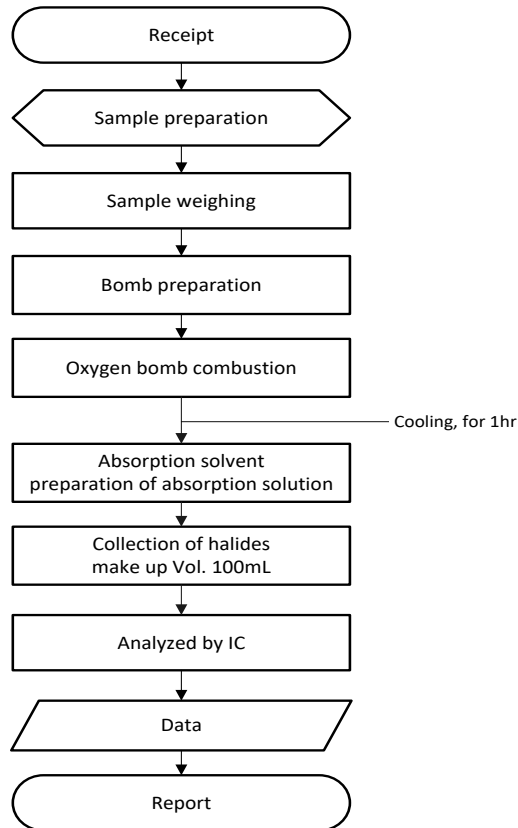 Receipt
Sample preparation
Sample weighing
Bomb preparation
Oxygen bomb combustion
Cooling, for 1hr
Absorption solvent
preparation of absorption solution
Collection of halides
make up Vol. 100mL
Analyzed by IC
Data
Report